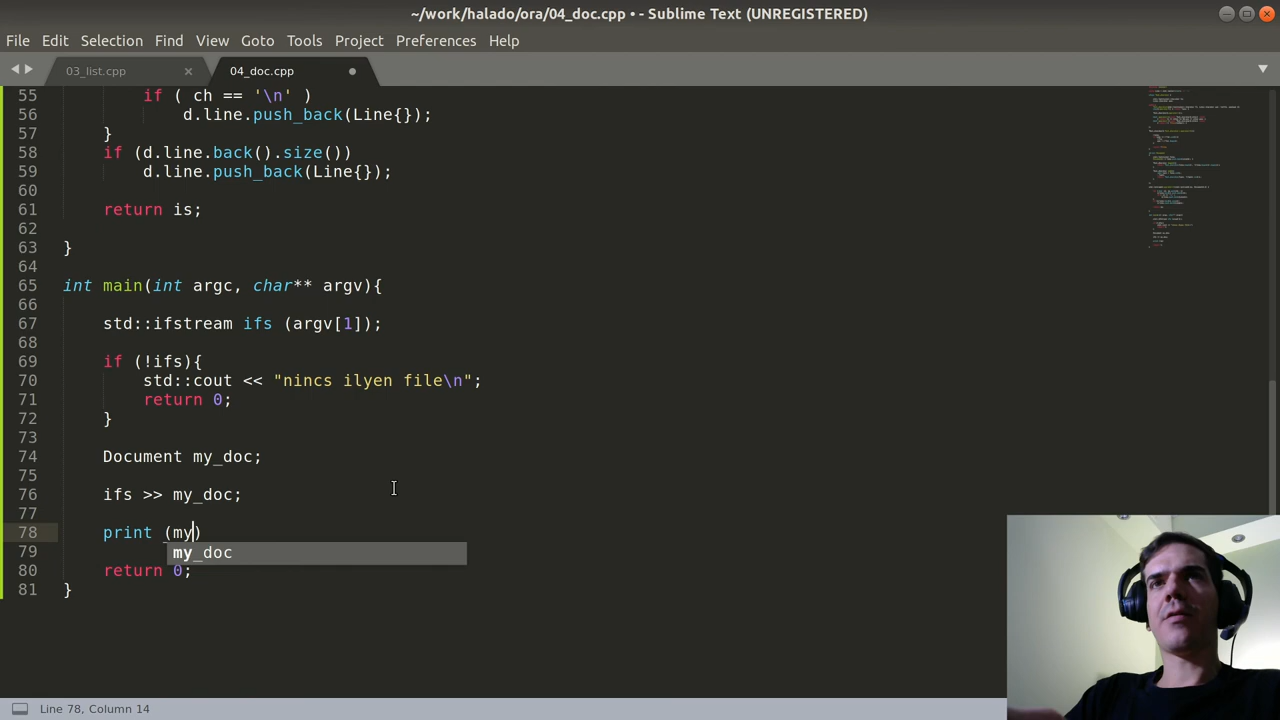 ~/work/halado/ora/04_doc.cpp • - Sublime Text (UNREGISTERED)
File Edit Selection Find View Goto Tools Project Preferences Help
03_list.cpp 04_doc.cpp
55 if ( ch == '\n' )
56 d.line.push_back(Line{});
57 }
58 if (d.line.back().size())
59 d.line.push_back(Line{});
60
61 return is;
62
63 }
64
65 int main(int argc, char** argv){
66
67 std::ifstream ifs (argv[1]);
68
69 if (!ifs){
70 std::cout << "nincs ilyen file\n";
71 return 0;
72 }
73
74 Document my_doc;
75
76 ifs >> my_doc;
77
78 print (my)
79 my_doc
80 return 0;
81 }
Line 78, Column 14